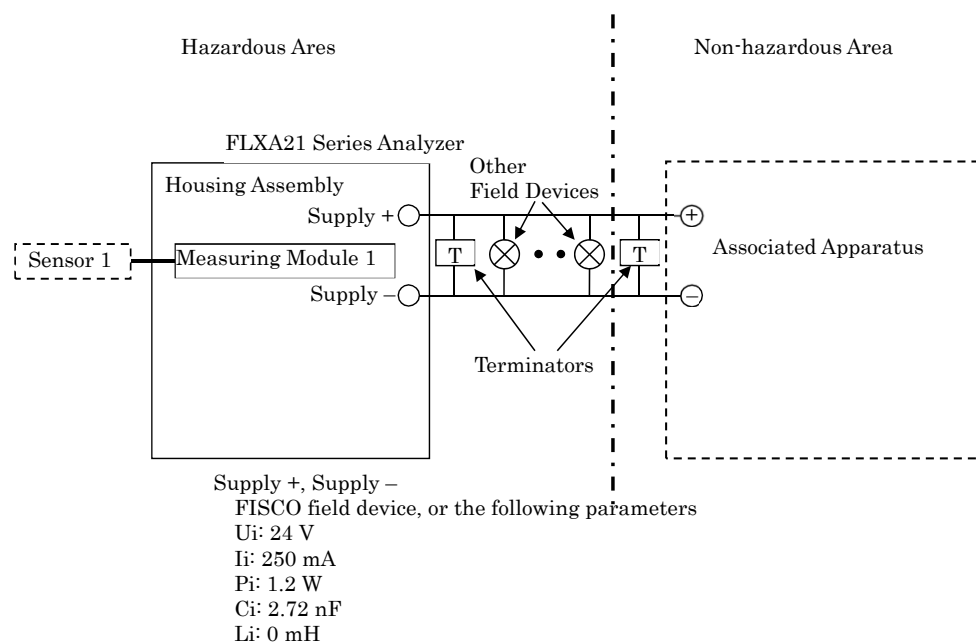 Hazardous Ares
Non-hazardous Area
FLXA21 Series Analyzer
Housing Assembly
Other
Field Devices
Supply +
+
Sensor 1
Measuring Module 1
T
T
Associated Apparatus
Supply –
–
Terminators
Supply +, Supply –
FISCO field device, or the following parameters
Ui: 24 V
Ii: 250 mA
Pi: 1.2 W
Ci: 2.72 nF
Li: 0 mH